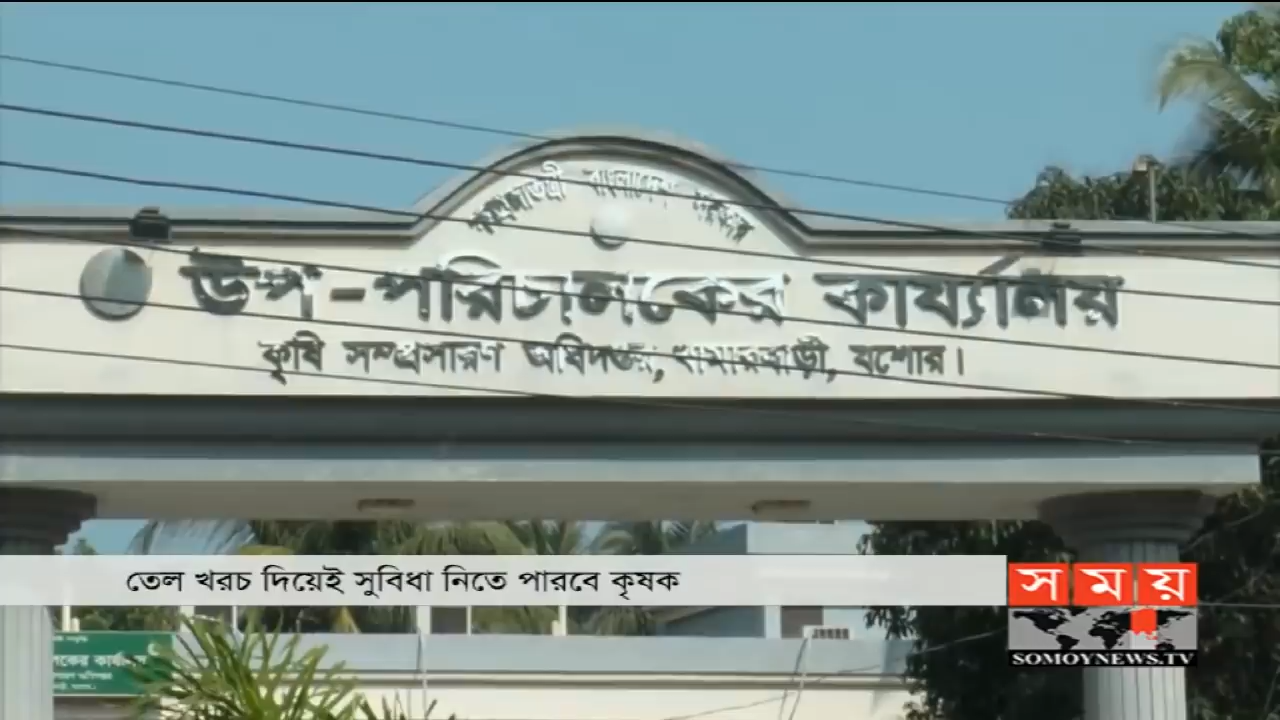 গণপ্রজাতন্ত্রী বাংলাদেশ সরকার
উপ-পরিচালকের কার্য্যালয়
কৃষি সম্প্রসারণ অধিদপ্তর, খামারবাড়ী, যশোর।
তেল খরচ দিয়েই সুবিধা নিতে পারবে কৃষক
সময়
SOMOYNEWS.TV